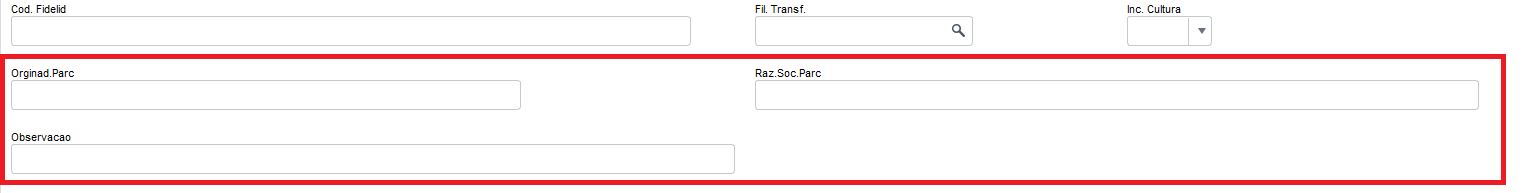 Cod. Fidelid Fil. Transf. Inc. Cultura
Orginad.Parc Raz.Soc.Parc
Observacao